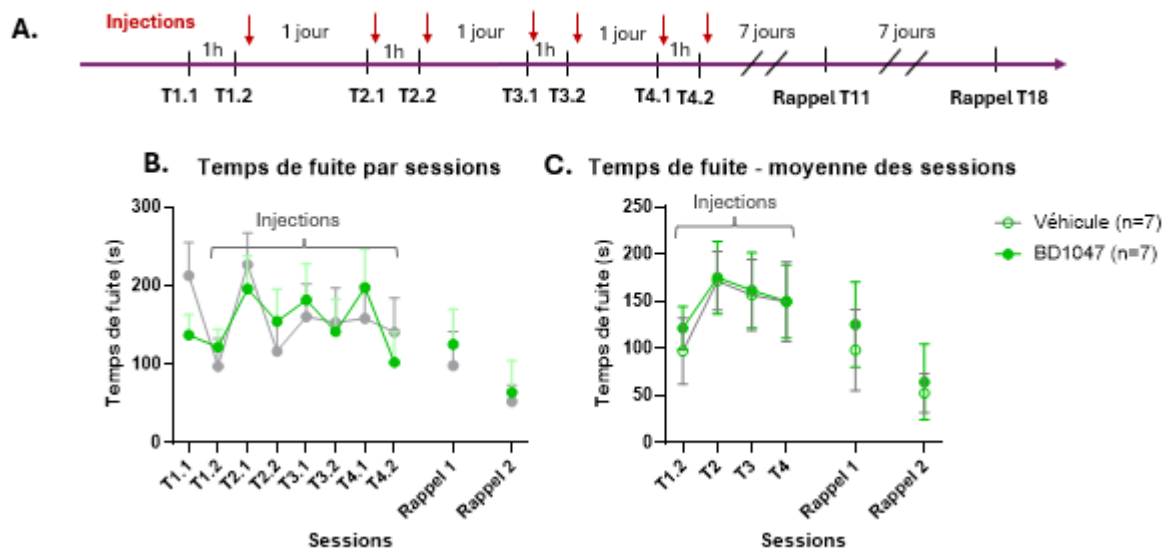 A.
Injections
1h 1 jour 1h 1 jour 1h 1 jour 1h 7 jours 7 jours
T1.1 T1.2 T2.1 T2.2 T3.1 T3.2 T4.1 T4.2 Rappel T11 Rappel T18
B. Temps de fuite par sessions
Injections
Temps de fuite (s)
300
200
100
0
T1.1 T1.2 T2.1 T2.2 T3.1 T3.2 T4.1 T4.2 Rappel 1 Rappel 2
Sessions
C. Temps de fuite - moyenne des sessions
Injections
Temps de fuite (s)
250
200
150
100
50
0
T1.2 T2 T3 T4 Rappel 1 Rappel 2
Sessions
Véhicule (n=7)
BD1047 (n=7)